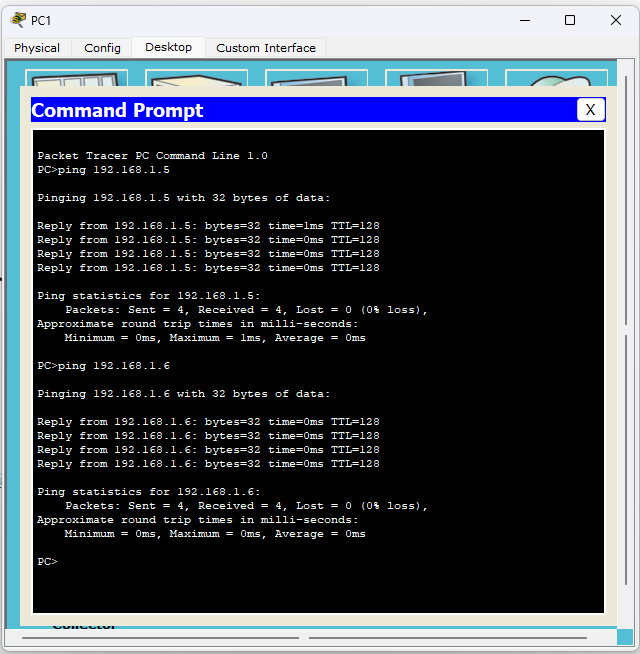 PC1
Physical Config Desktop Custom Interface
Command Prompt X
Packet Tracer PC Command Line 1.0
PC>ping 192.168.1.5
Pinging 192.168.1.5 with 32 bytes of data:
Reply from 192.168.1.5: bytes=32 time=1ms TTL=128
Reply from 192.168.1.5: bytes=32 time=0ms TTL=128
Reply from 192.168.1.5: bytes=32 time=0ms TTL=128
Reply from 192.168.1.5: bytes=32 time=0ms TTL=128
Ping statistics for 192.168.1.5:
Packets: Sent = 4, Received = 4, Lost = 0 (0% loss),
Approximate round trip times in milli-seconds:
Minimum = 0ms, Maximum = 1ms, Average = 0ms
PC>ping 192.168.1.6
Pinging 192.168.1.6 with 32 bytes of data:
Reply from 192.168.1.6: bytes=32 time=0ms TTL=128
Reply from 192.168.1.6: bytes=32 time=0ms TTL=128
Reply from 192.168.1.6: bytes=32 time=0ms TTL=128
Reply from 192.168.1.6: bytes=32 time=0ms TTL=128
Ping statistics for 192.168.1.6:
Packets: Sent = 4, Received = 4, Lost = 0 (0% loss),
Approximate round trip times in milli-seconds:
Minimum = 0ms, Maximum = 0ms, Average = 0ms
PC>
Collector